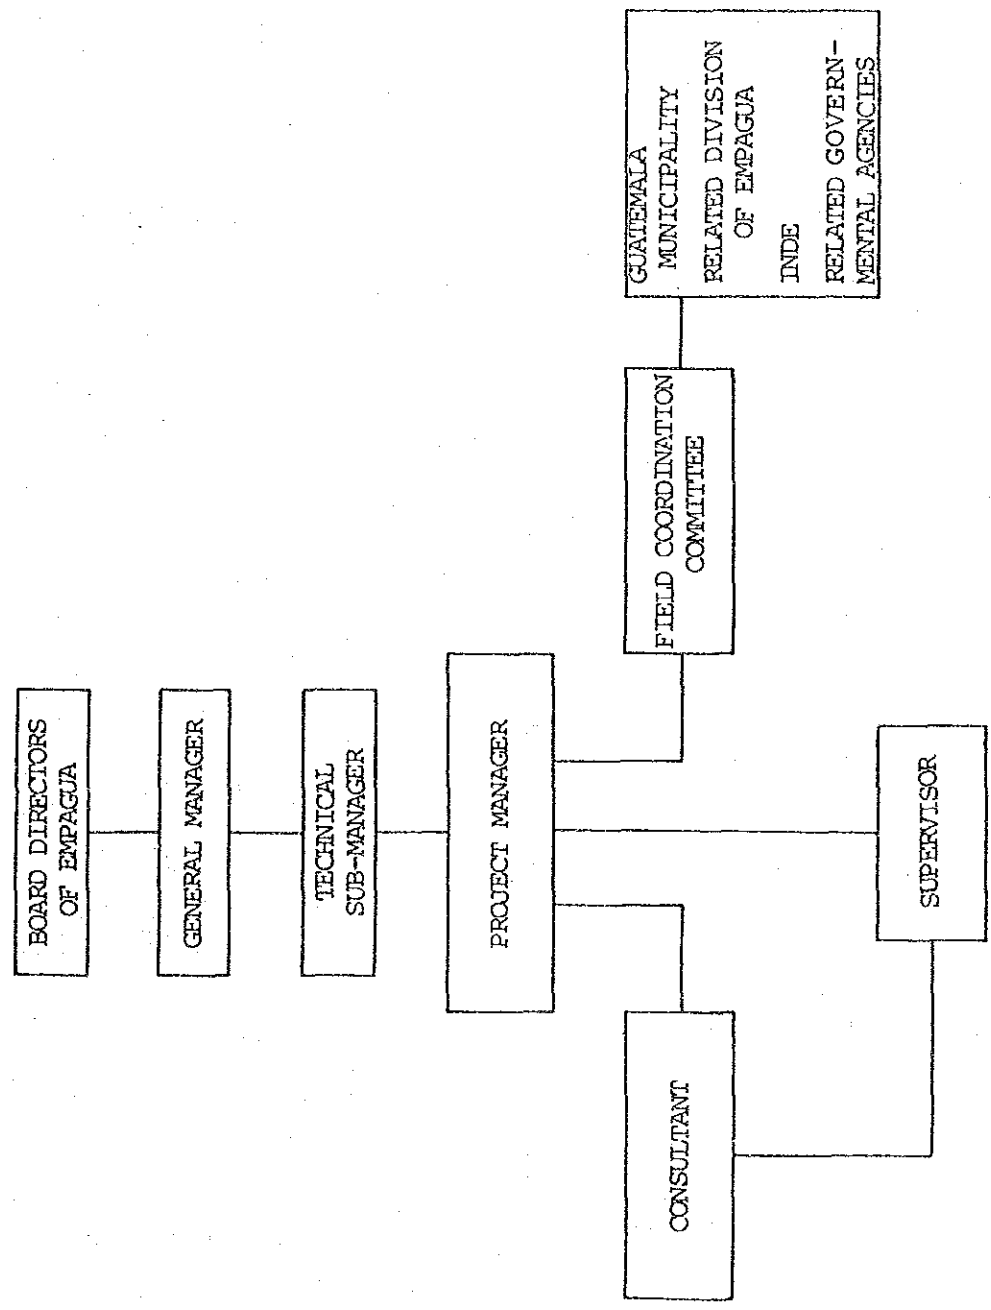 BOARD DIRECTORS
OF EMPAGUA
GENERAL MANAGER
TECHNICAL
SUB-MANAGER
PROJECT MANAGER
CONSULTANT
FIELD COORDINATION
COMMITTEE
GUATEMALA
MUNICIPALITY
RELATED DIVISION
OF EMPAGUA
INDE
RELATED GOVERN-
MENTAL AGENCIES
SUPERVISOR